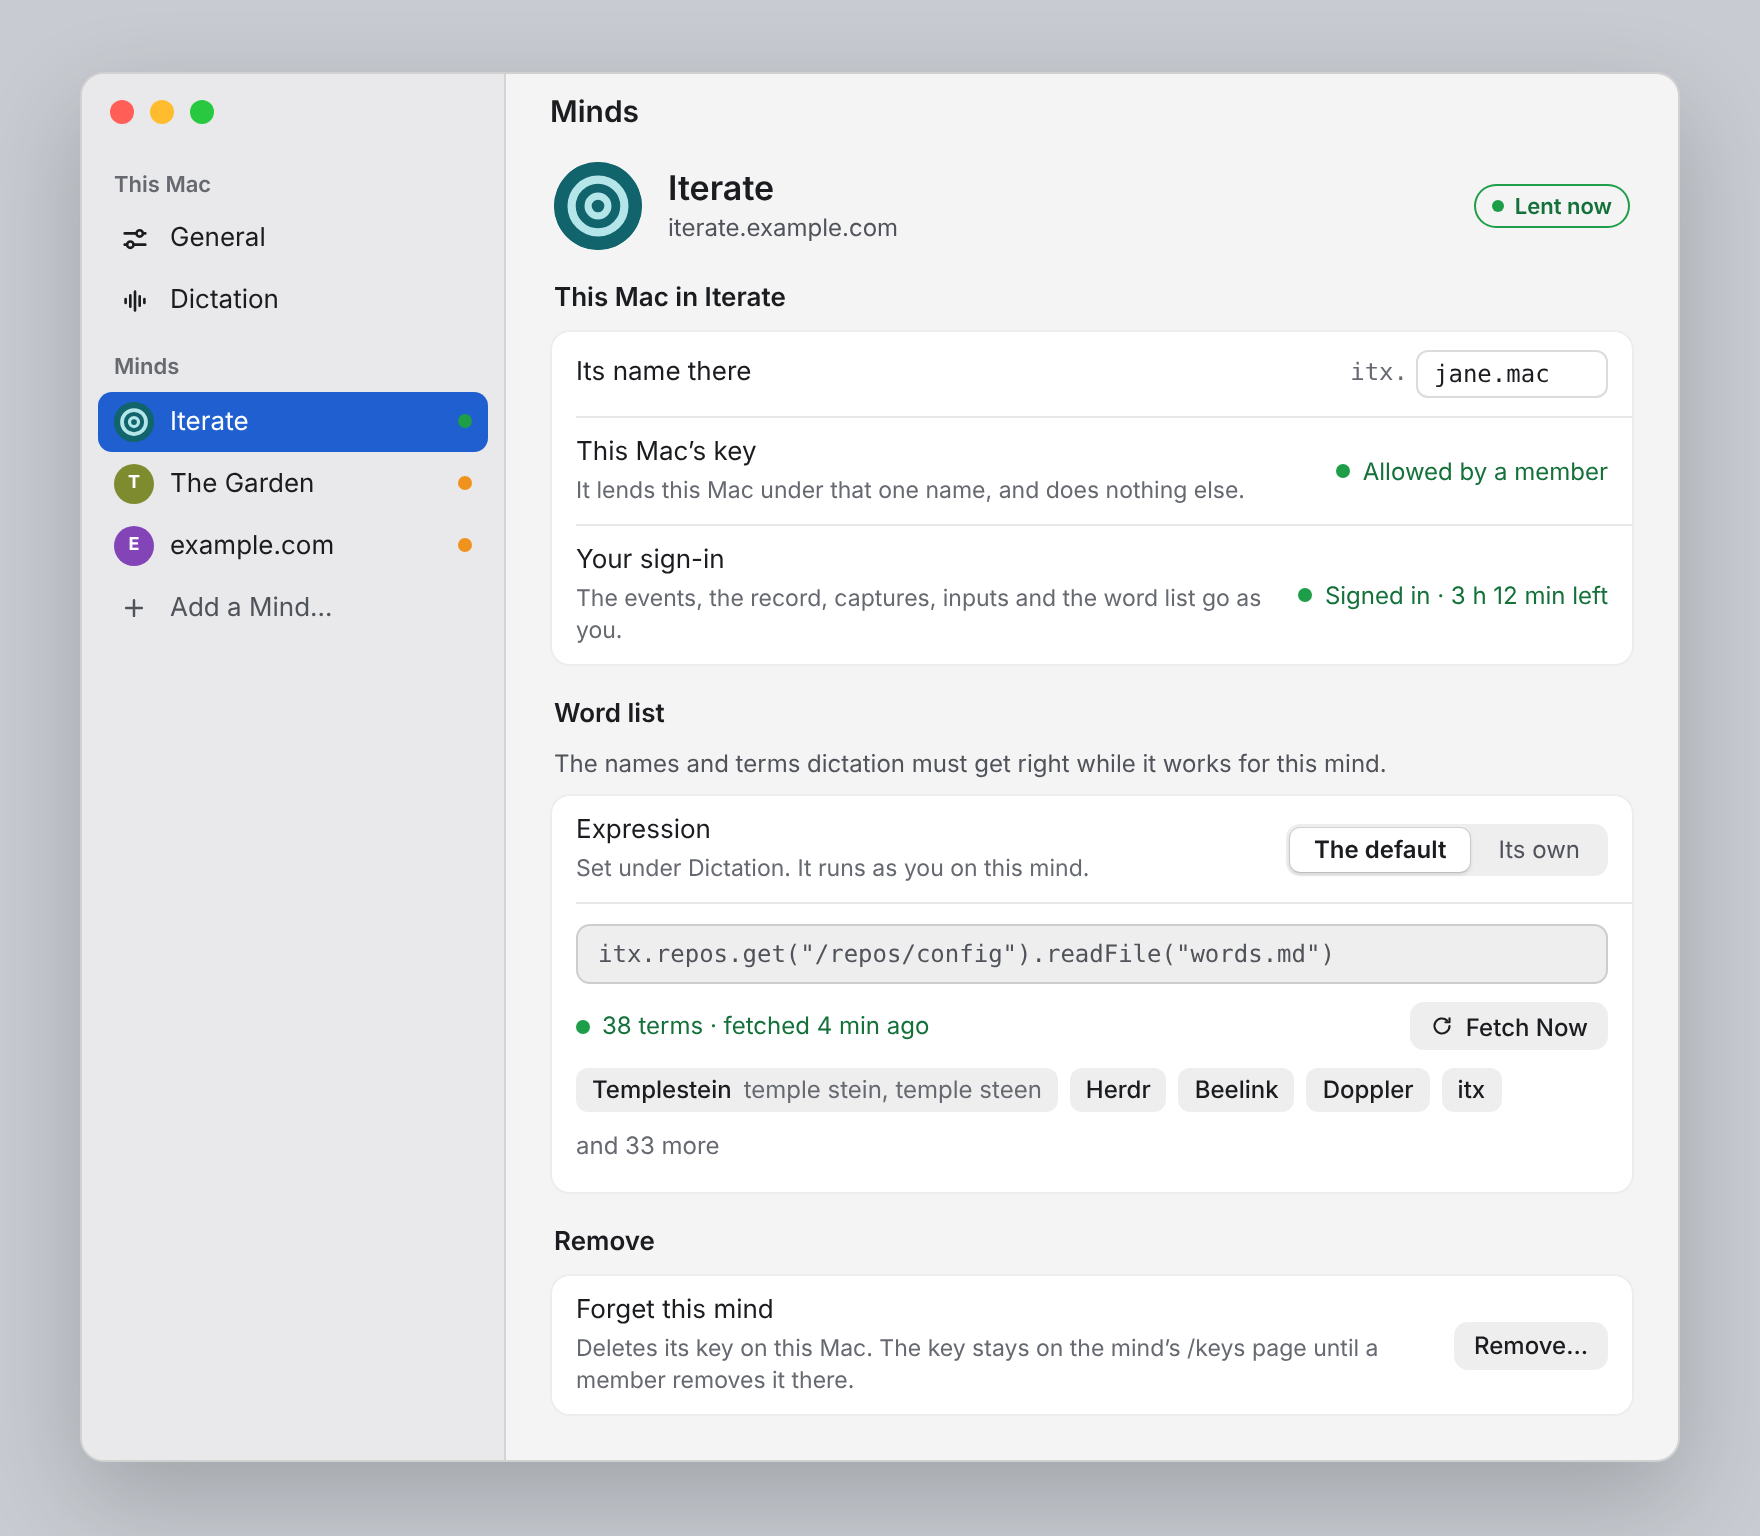 This Mac
General
Dictation
Minds
Iterate
T
The Garden
E
example.com
Add a Mind...
Minds
Iterate
iterate.example.com
Lent now
This Mac in Iterate
Its name there
itx. jane.mac
This Mac’s key
It lends this Mac under that one name, and does nothing else.
Allowed by a member
Your sign-in
The events, the record, captures, inputs and the word list go as
you.
Signed in · 3 h 12 min left
Word list
The names and terms dictation must get right while it works for this mind.
Expression
Set under Dictation. It runs as you on this mind.
The default
Its own
itx.repos.get("/repos/config").readFile("words.md")
38 terms · fetched 4 min ago
Fetch Now
Templestein temple stein, temple steen
Herdr
Beelink
Doppler
itx
and 33 more
Remove
Forget this mind
Deletes its key on this Mac. The key stays on the mind’s /keys page until a
member removes it there.
Remove...